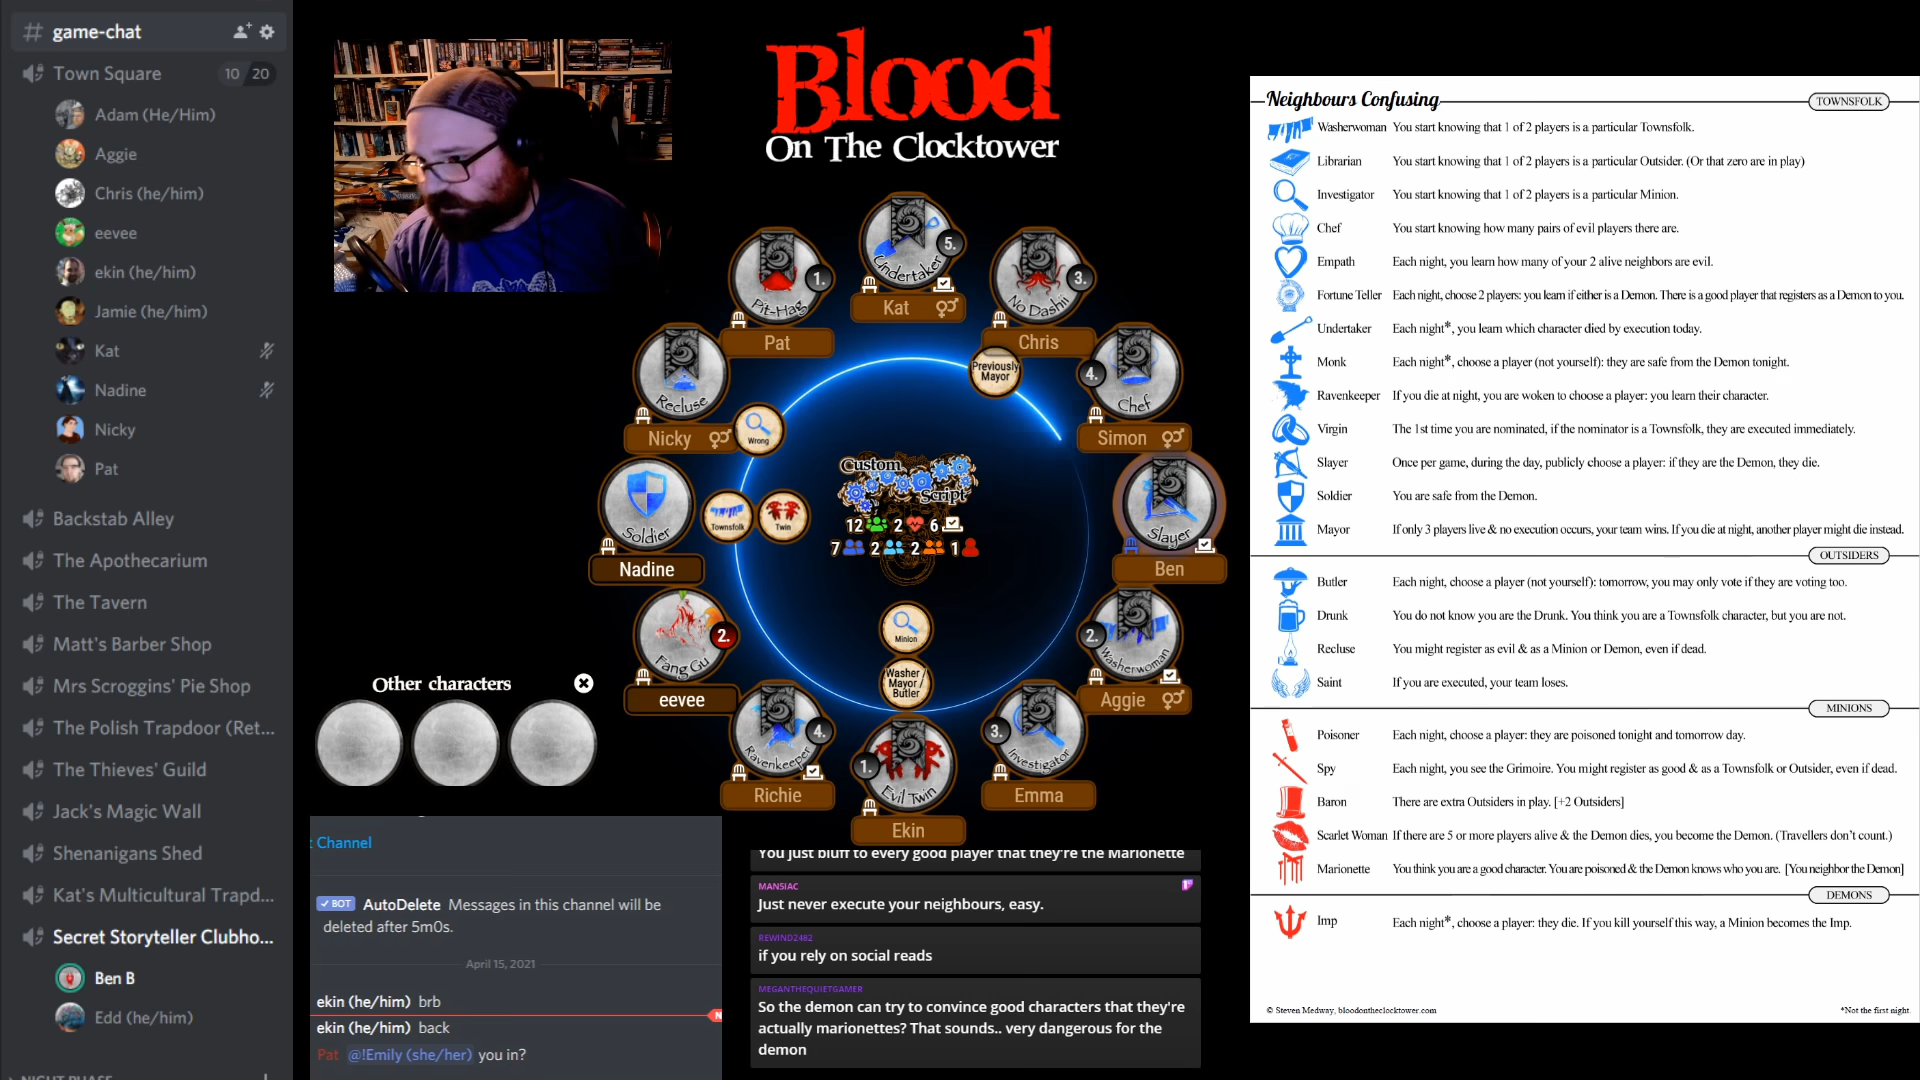 # game-chat
Town Square 10 / 20
Adam (He/Him)
Aggie
Chris (he/him)
eevee
ekin (he/him)
Jamie (he/him)
Kat
Nadine
Nicky
Pat
Backstab Alley
The Apothecarium
The Tavern
Matt's Barber Shop
Mrs Scroggins' Pie Shop
The Polish Trapdoor (Ret...
The Thieves' Guild
Jack's Magic Wall
Shenanigans Shed
Kat's Multicultural Trapd...
Secret Storyteller Clubho...
Ben B
Edd (he/him)
Blood
On The Clocktower
Undertaker
5.
Kat
No Dashii
3.
Chris
Previously Mayor
Chef
4.
Simon
Slayer
Ben
Washerwoman
2.
Aggie
Investigator
3.
Emma
Evil Twin
1.
Ekin
Minion
Washer / Mayor / Butler
Ravenkeeper
4.
Richie
Fang Gu
2.
eevee
Soldier
Nadine
Townsfolk
Twin
Recluse
Nicky
Wrong
Pit-Hag
1.
Pat
Custom
Script
12 2 6
7 2 2 1
Other characters
t Channel
BOT AutoDelete Messages in this channel will be
deleted after 5m0s.
April 15, 2021
ekin (he/him) brb
ekin (he/him) back
Pat @!Emily (she/her) you in?
You just bluff to every good player that they're the Marionette
MAN5IAC
Just never execute your neighbours, easy.
REWIND2482
if you rely on social reads
MEGANTHEQUIETGAMER
So the demon can try to convince good characters that they're
actually marionettes? That sounds.. very dangerous for the
demon
Neighbours Confusing
TOWNSFOLK
Washerwoman You start knowing that 1 of 2 players is a particular Townsfolk.
Librarian You start knowing that 1 of 2 players is a particular Outsider. (Or that zero are in play)
Investigator You start knowing that 1 of 2 players is a particular Minion.
Chef You start knowing how many pairs of evil players there are.
Empath Each night, you learn how many of your 2 alive neighbors are evil.
Fortune Teller Each night, choose 2 players: you learn if either is a Demon. There is a good player that registers as a Demon to you.
Undertaker Each night*, you learn which character died by execution today.
Monk Each night*, choose a player (not yourself): they are safe from the Demon tonight.
Ravenkeeper If you die at night, you are woken to choose a player: you learn their character.
Virgin The 1st time you are nominated, if the nominator is a Townsfolk, they are executed immediately.
Slayer Once per game, during the day, publicly choose a player: if they are the Demon, they die.
Soldier You are safe from the Demon.
Mayor If only 3 players live & no execution occurs, your team wins. If you die at night, another player might die instead.
OUTSIDERS
Butler Each night, choose a player (not yourself): tomorrow, you may only vote if they are voting too.
Drunk You do not know you are the Drunk. You think you are a Townsfolk character, but you are not.
Recluse You might register as evil & as a Minion or Demon, even if dead.
Saint If you are executed, your team loses.
MINIONS
Poisoner Each night, choose a player: they are poisoned tonight and tomorrow day.
Spy Each night, you see the Grimoire. You might register as good & as a Townsfolk or Outsider, even if dead.
Baron There are extra Outsiders in play. [+2 Outsiders]
Scarlet Woman If there are 5 or more players alive & the Demon dies, you become the Demon. (Travellers don't count.)
Marionette You think you are a good character. You are poisoned & the Demon knows who you are. [You neighbor the Demon]
DEMONS
Imp Each night*, choose a player: they die. If you kill yourself this way, a Minion becomes the Imp.
© Steven Medway, bloodontheclocktower.com
*Not the first night.